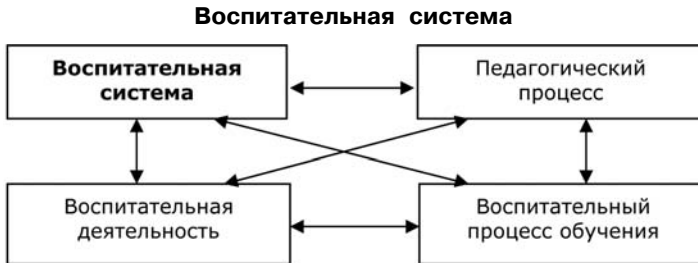 Воспитательная система
Воспитательная
система
Педагогический
процесс
Воспитательная
деятельность
Воспитательный
процесс обучения